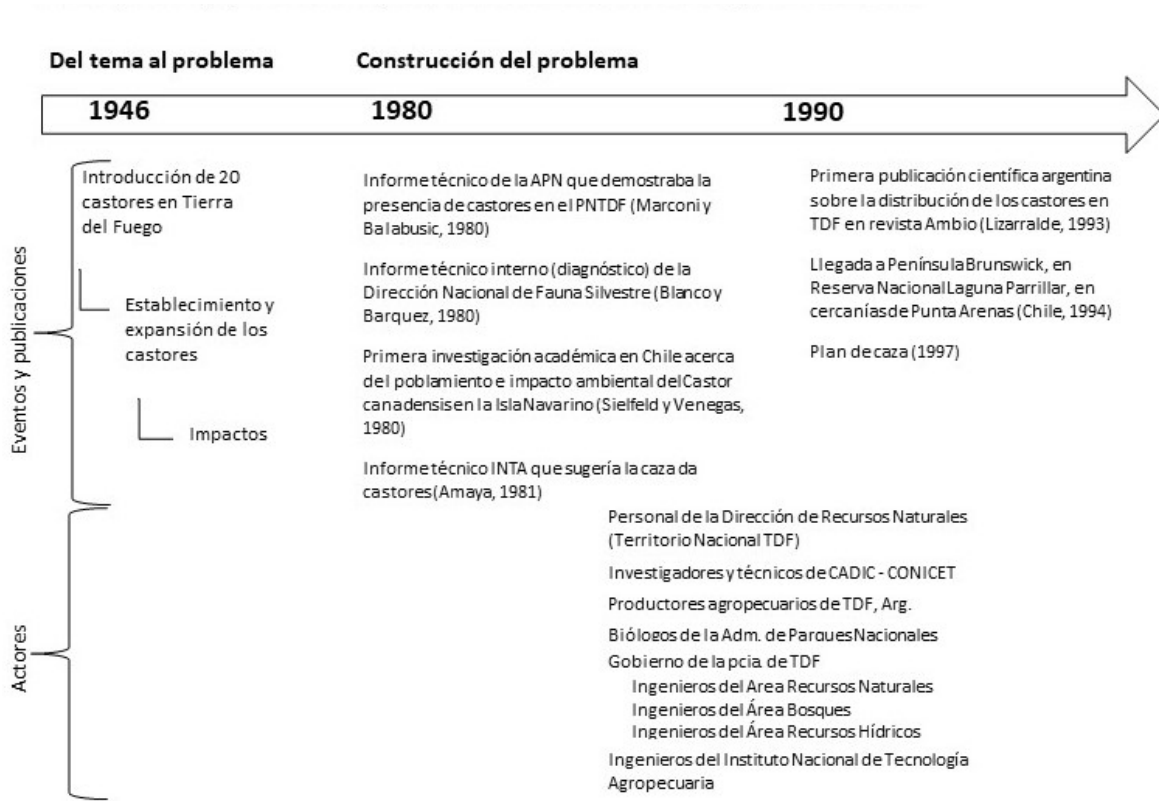 Del tema al problema
Construcción del problema
1946
1980
1990
Eventos y publicaciones
Introducción de 20
castores en Tierra
del Fuego
Establecimiento y
expansión de los
castores
Impactos
Informe técnico de la APN que demostraba la
presencia de castores en el PNTDF (Marconi y
Balabusic, 1980)
Informe técnico interno (diagnóstico) de la
Dirección Nacional de Fauna Silvestre (Blanco y
Barquez, 1980)
Primera investigación académica en Chile acerca
del poblamiento e impacto ambiental del Castor
canadensis en la Isla Navarino (Sielfeld y Venegas,
1980)
Informe técnico INTA que sugería la caza da
castores (Amaya, 1981)
Primera publicación científica argentina
sobre la distribución de los castores en
TDF en revista Ambio (Lizarralde, 1993)
Llegada a Península Brunswick, en
Reserva Nacional Laguna Parrillar, en
cercanías de Punta Arenas (Chile, 1994)
Plan de caza (1997)
Actores
Personal de la Dirección de Recursos Naturales
(Territorio Nacional TDF)
Investigadores y técnicos de CADIC - CONICET
Productores agropecuarios de TDF, Arg.
Biólogos de la Adm. de Parques Nacionales
Gobierno de la pcia. de TDF
Ingenieros del Area Recursos Naturales
Ingenieros del Área Bosques
Ingenieros del Área Recursos Hídricos
Ingenieros del Instituto Nacional de Tecnología
Agropecuaria